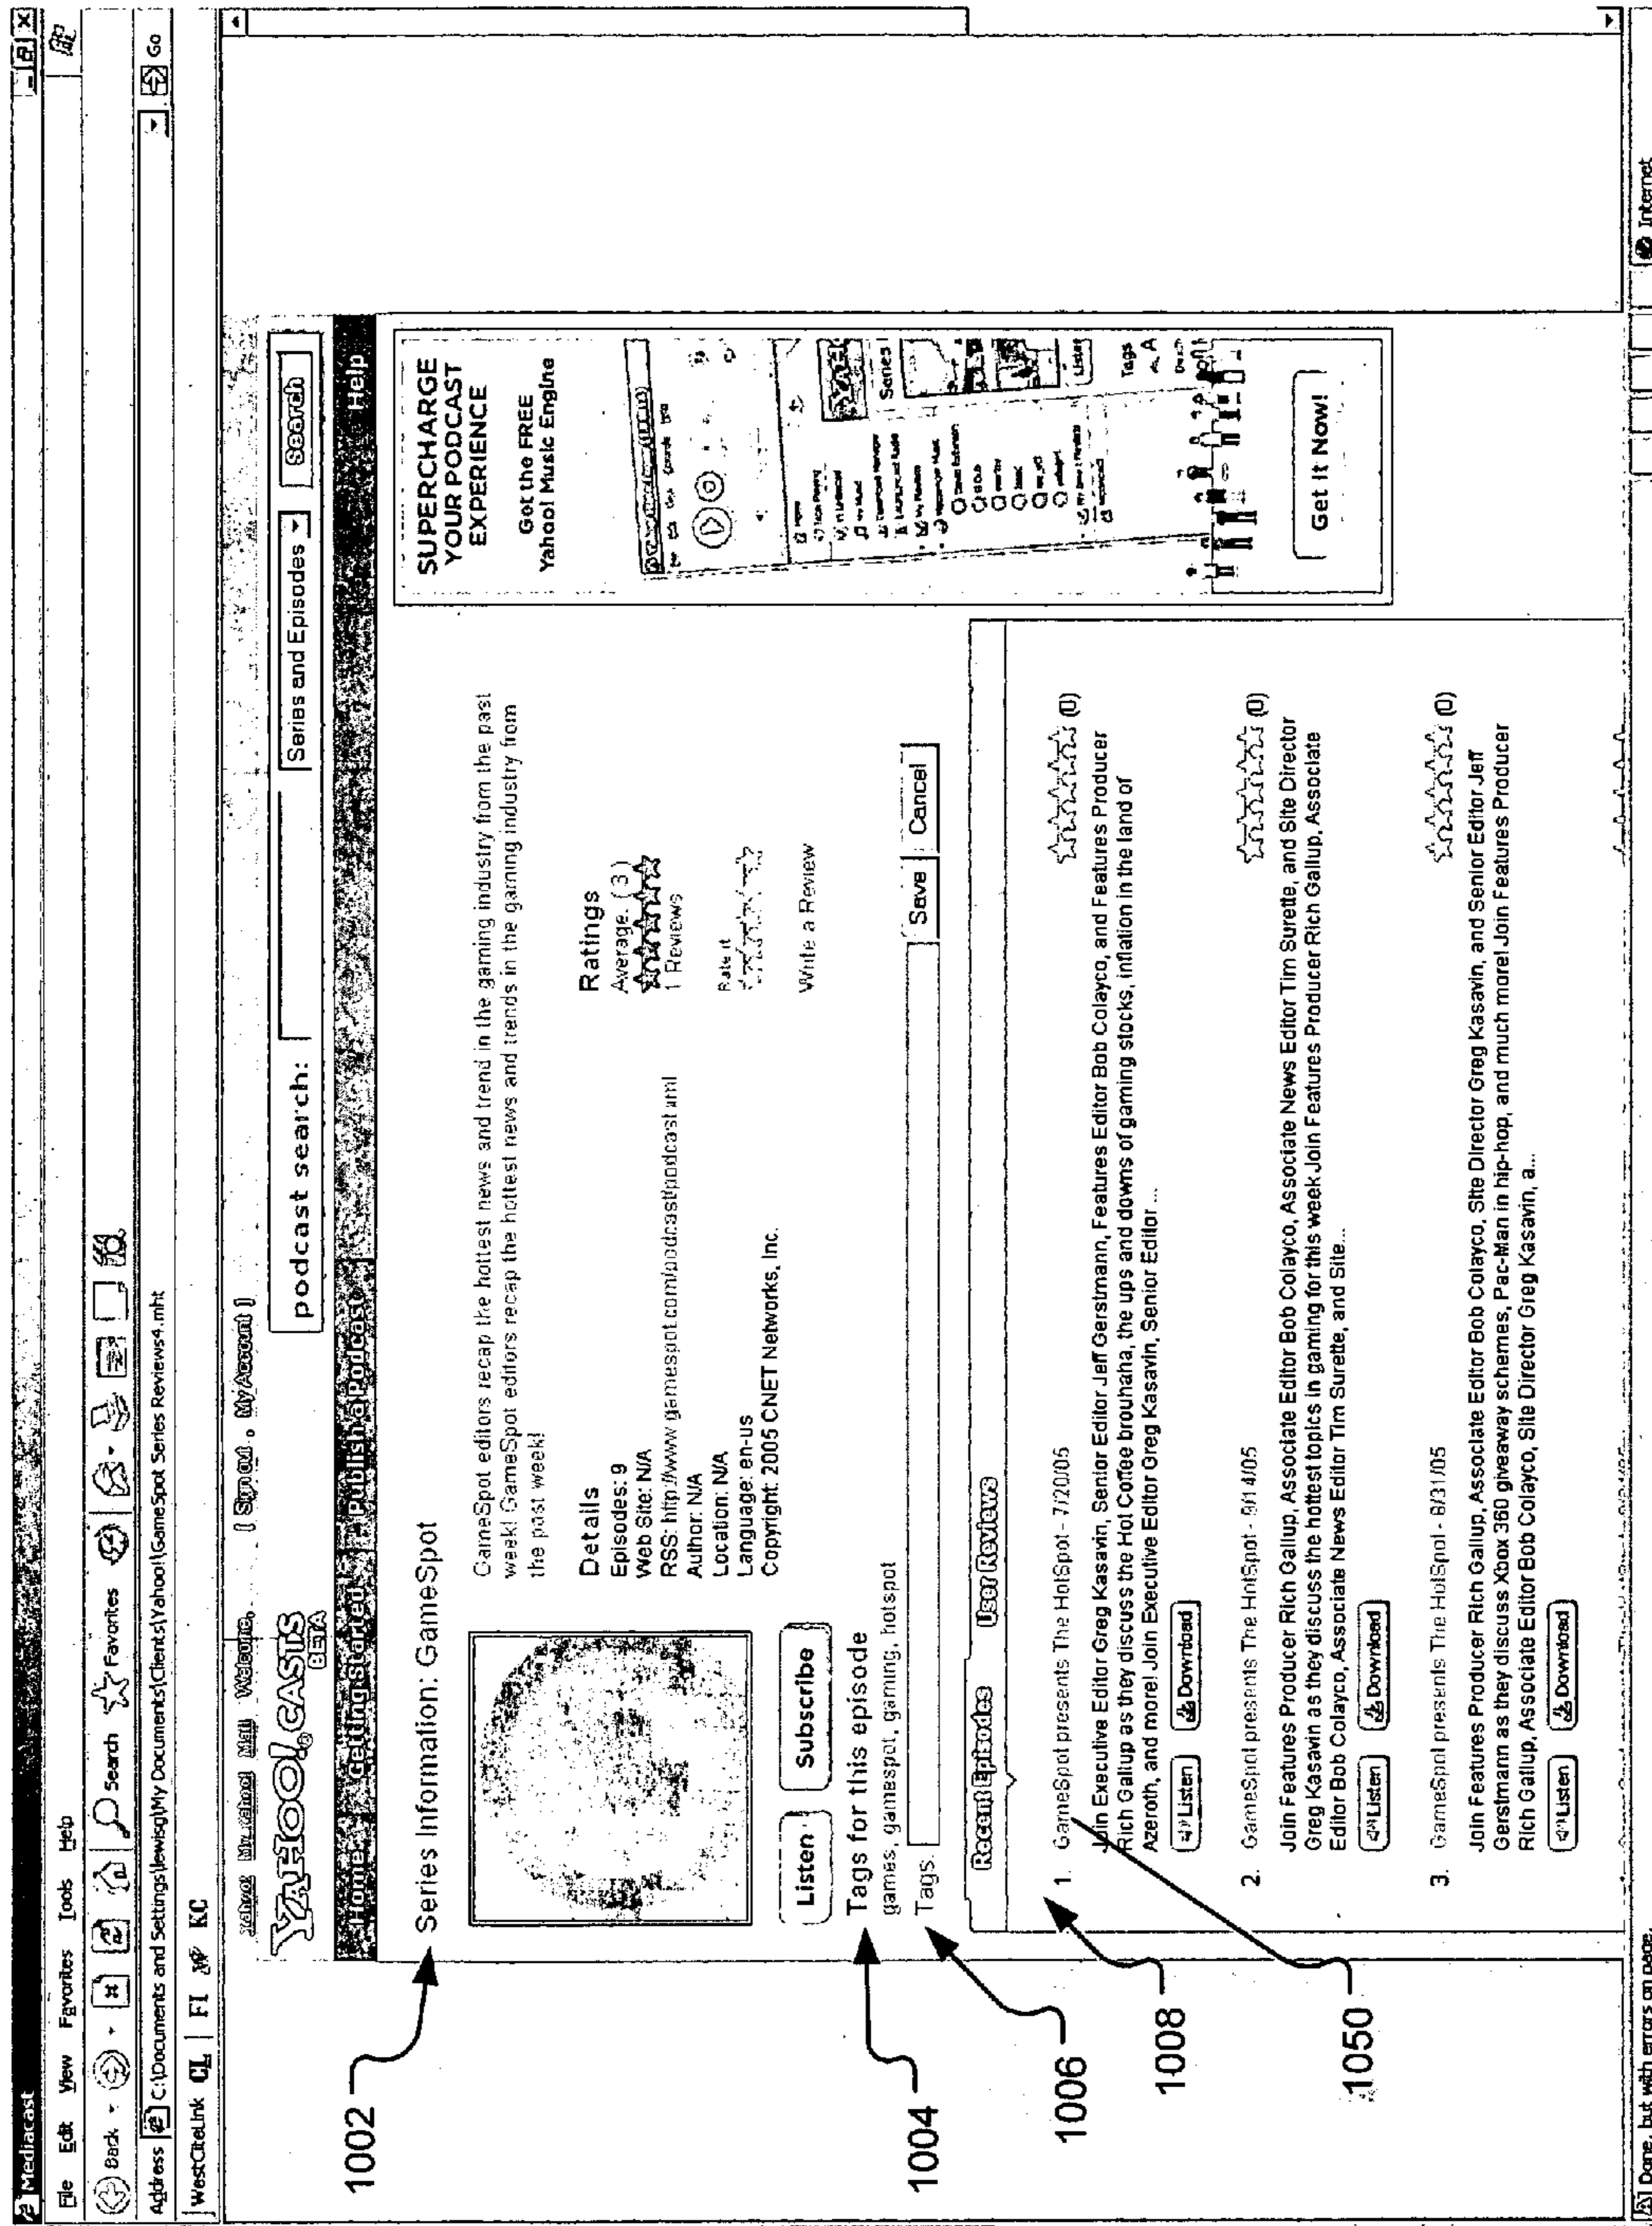 Mediacast
File Edit View Favorites Tools Help
Back Search Favorites
Address C:\Documents and Settings\lewisg\My Documents\Clients\Yahoo!\GameSpot Series Reviews4.mht Go
WestCiteLink CL FI KC
Yahoo! My Yahoo! Mail Welcome, [ Sign out, My Account ]
YAHOO!® CASTS
BETA
podcast search: Series and Episodes Search
Home Getting Started Publish a Podcast Help
1002
Series Information: GameSpot
GameSpot editors recap the hottest news and trend in the gaming industry from the past
week! GameSpot editors recap the hottest news and trends in the gaming industry from
the past week!
Details
Episodes: 9
Web Site: N/A
RSS: http://www.gamespot.com/podcast/podcast.xml
Author: N/A
Location: N/A
Language: en-us
Copyright: 2005 CNET Networks, Inc.
Ratings
Average. ( 3 )
1 Reviews
Rate it
Write a Review
Listen Subscribe
1004
Tags for this episode
games, gamespot, gaming, hotspot
1006
Tags: Save Cancel
SUPERCHARGE
YOUR PODCAST
EXPERIENCE
Got the FREE
Yahoo! Music Engine
Series
Listen
Tags
Get It Now!
1008
Recent Episodes User Reviews
1050
1. GameSpot presents The HotSpot - 7/20/05 (0)
Join Executive Editor Greg Kasavin, Senior Editor Jeff Gerstmann, Features Editor Bob Colayco, and Features Producer
Rich Gallup as they discuss the Hot Coffee brouhaha, the ups and downs of gaming stocks, inflation in the land of
Azeroth, and more! Join Executive Editor Greg Kasavin, Senior Editor ...
Listen Download
2. GameSpot presents The HotSpot - 9/14/05 (0)
Join Features Producer Rich Gallup, Associate Editor Bob Colayco, Associate News Editor Tim Surette, and Site Director
Greg Kasavin as they discuss the hottest topics in gaming for this week Join Features Producer Rich Gallup, Associate
Editor Bob Colayco, Associate News Editor Tim Surette, and Site...
Listen Download
3. GameSpot presents The HotSpot - 8/31/05 (0)
Join Features Producer Rich Gallup, Associate Editor Bob Colayco, Site Director Greg Kasavin, and Senior Editor Jeff
Gerstmann as they discuss Xbox 360 giveaway schemes, Pac-Man in hip-hop, and much more! Join Features Producer
Rich Gallup, Associate Editor Bob Colayco, Site Director Greg Kasavin, a...
Listen Download
Done, but with errors on page. Internet